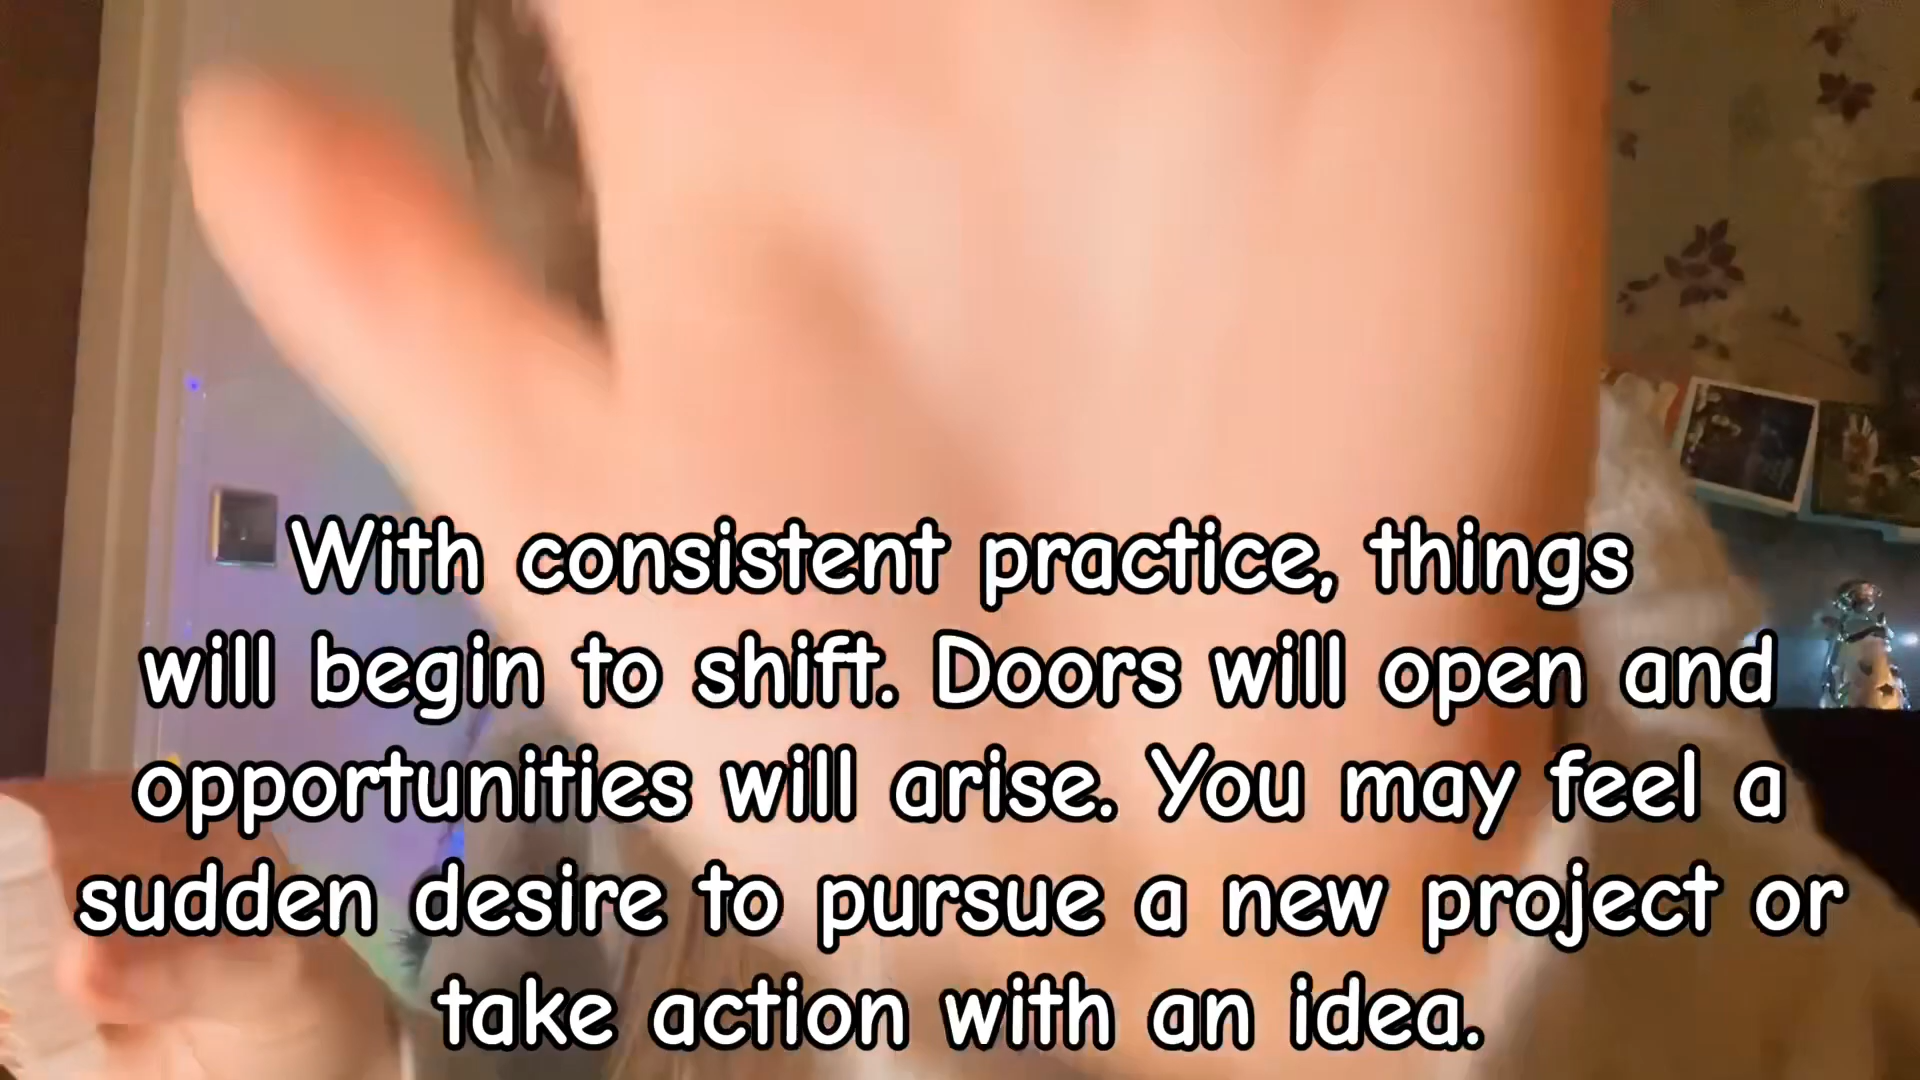 With consistent practice, things
will begin to shift. Doors will open and
opportunities will arise. You may feel a
sudden desire to pursue a new project or
take action with an idea.